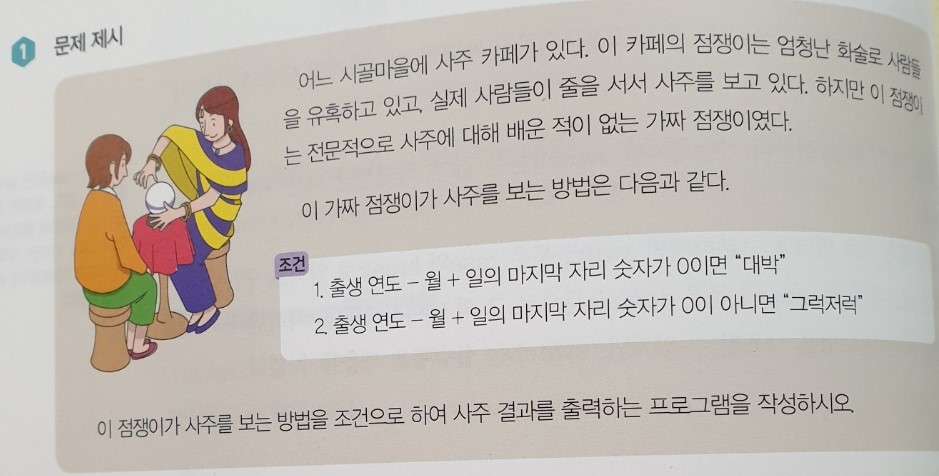 1 문제 제시
어느 시골마을에 사주 카페가 있다. 이 카페의 점쟁이는 엄청난 화술로 사람들
을 유혹하고 있고, 실제 사람들이 줄을 서서 사주를 보고 있다. 하지만 이 점쟁이
는 전문적으로 사주에 대해 배운 적이 없는 가짜 점쟁이였다.
이 가짜 점쟁이가 사주를 보는 방법은 다음과 같다.
조건
1. 출생 연도 - 월 + 일의 마지막 자리 숫자가 0이면 “대박”
2. 출생 연도 - 월 + 일의 마지막 자리 숫자가 0이 아니면 “그럭저럭”
이 점쟁이가 사주를 보는 방법을 조건으로 하여 사주 결과를 출력하는 프로그램을 작성하시오.